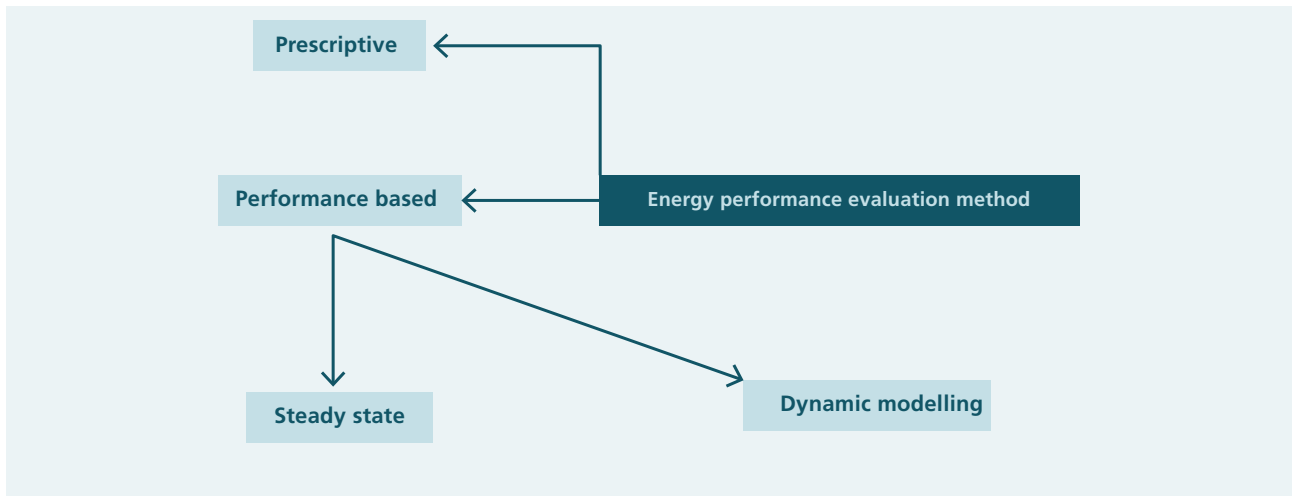 Prescriptive
Performance based
Energy performance evaluation method
Steady state
Dynamic modelling